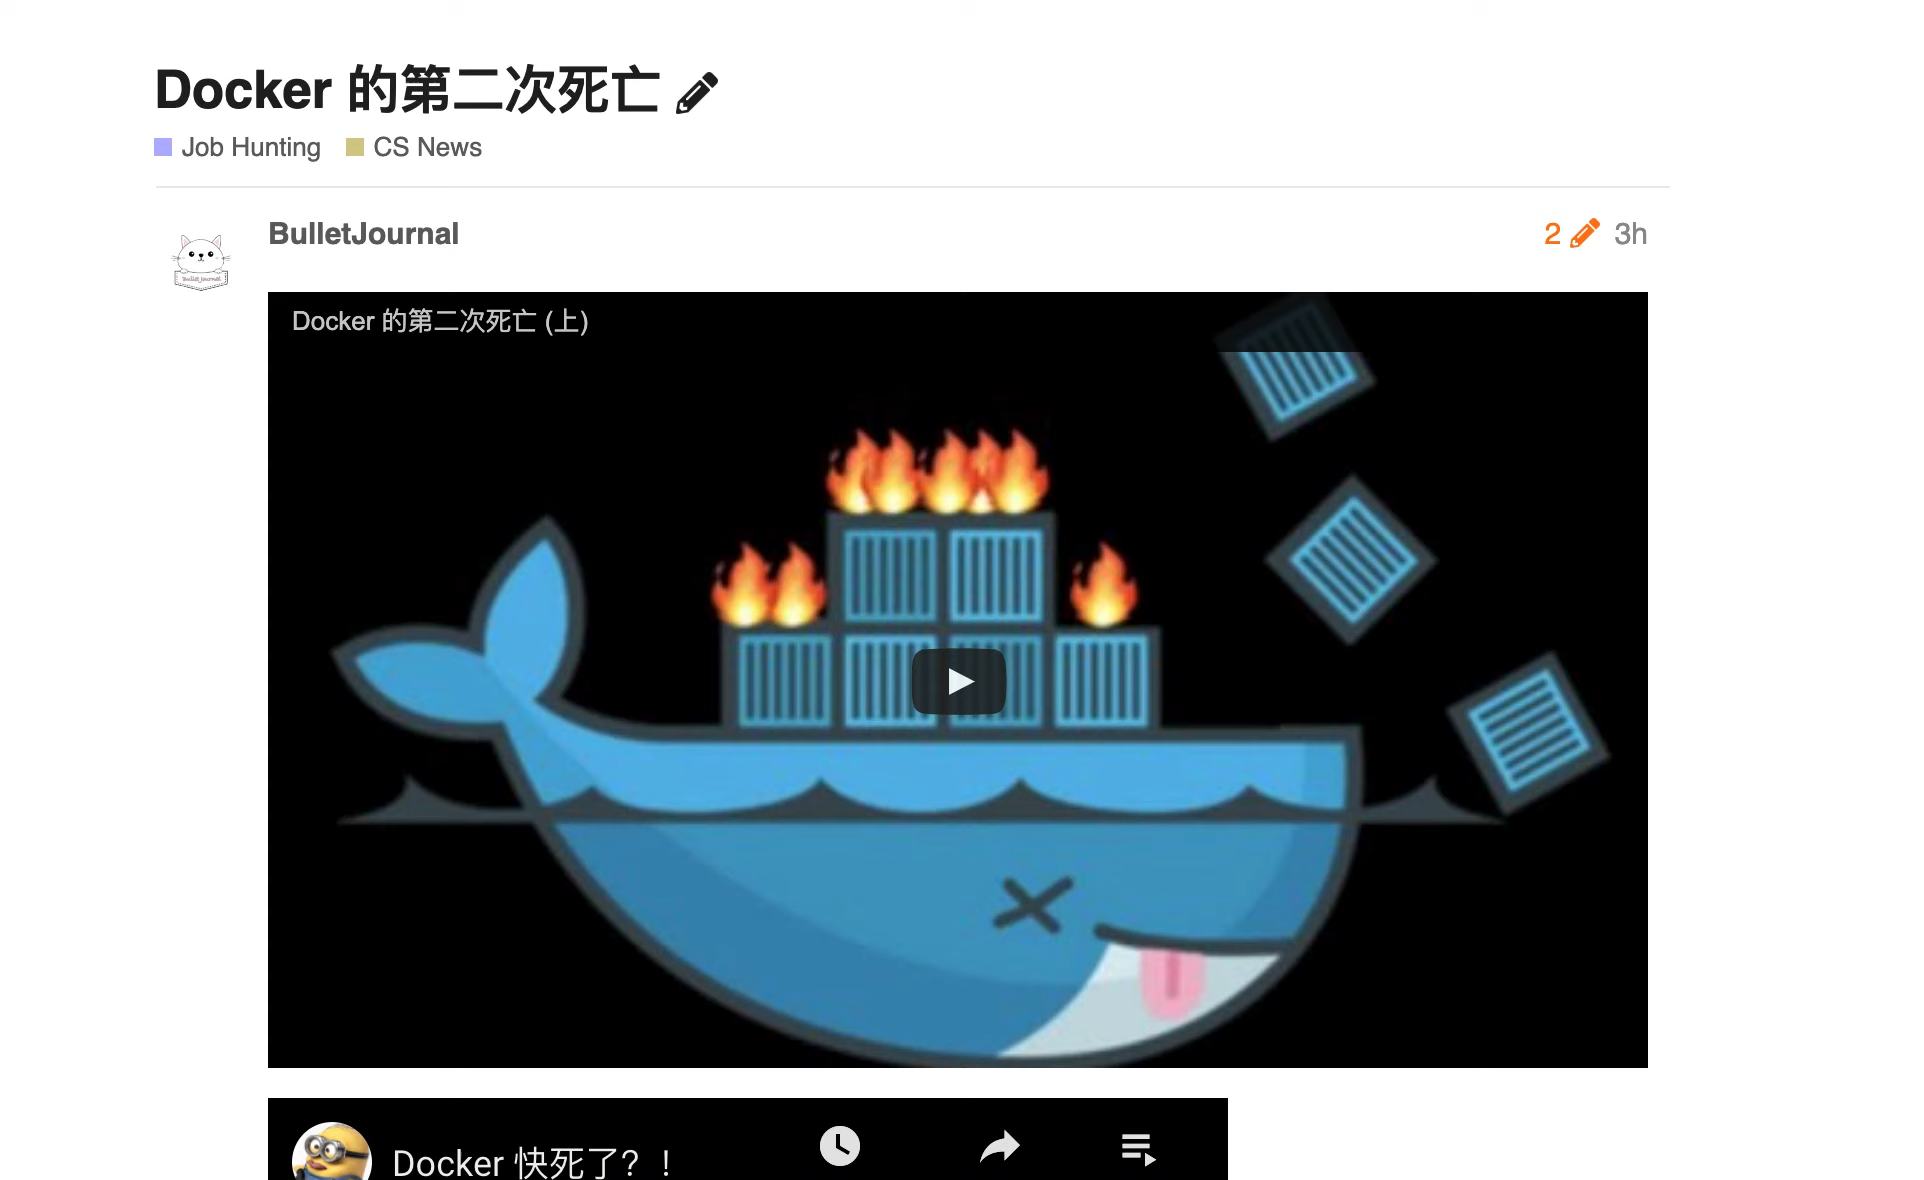 Docker 的第二次死亡
Job Hunting CS News
BulletJournal
2 3h
Docker 的第二次死亡 (上)
Docker 快死了？！